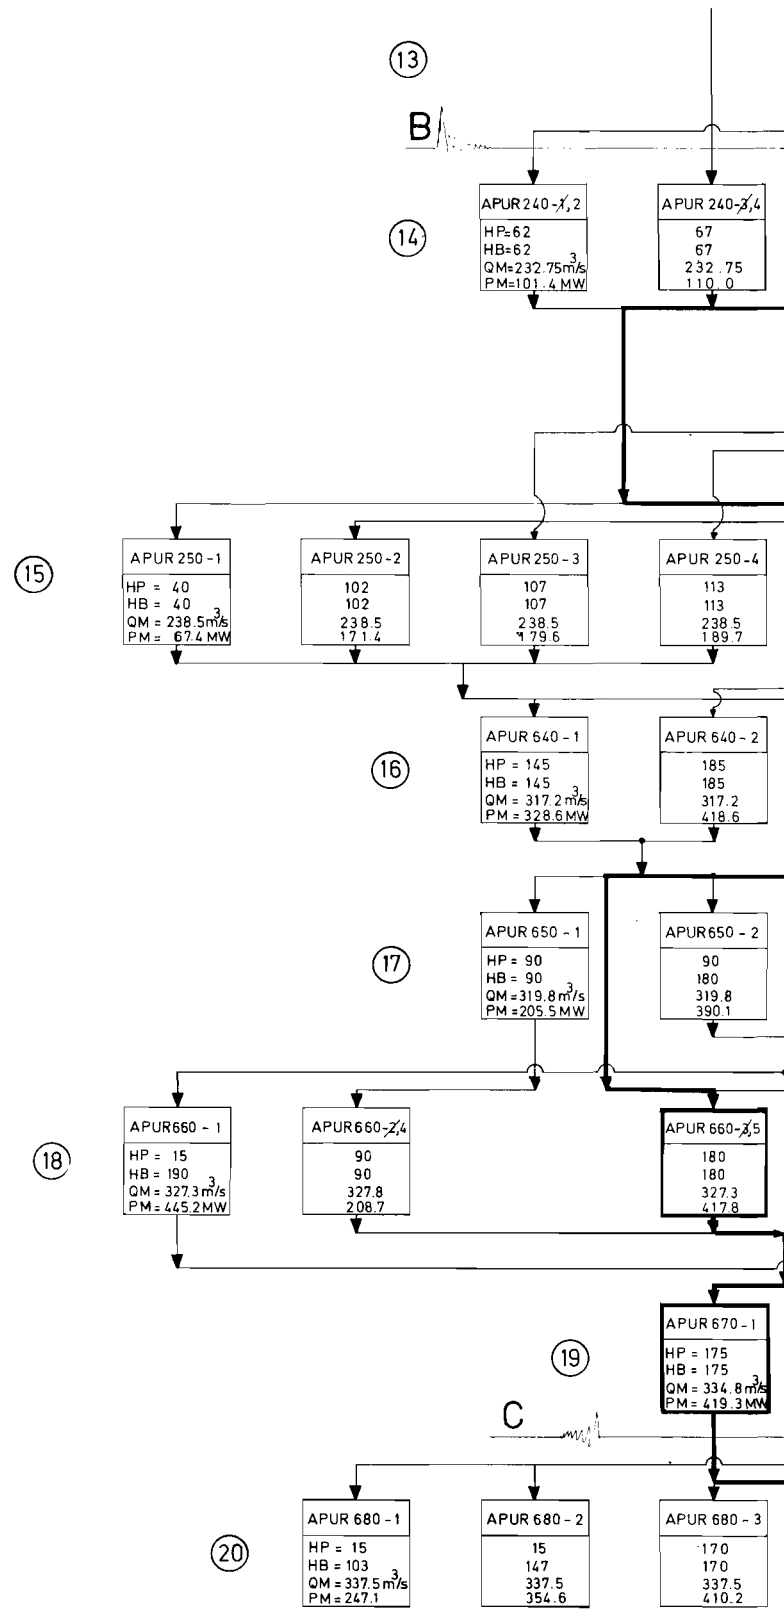 13
B
14
APUR 240-1,2
HP=62
HB=62
QM=232.75m³/s
PM=101.4 MW
APUR 240-3,4
67
67
232.75
110.0
15
APUR 250-1
HP = 40
HB = 40
QM = 238.5m³/s
PM = 67.4 MW
APUR 250-2
102
102
238.5
171.4
APUR 250-3
107
107
238.5
179.6
APUR 250-4
113
113
238.5
189.7
16
APUR 640-1
HP = 145
HB = 145
QM = 317.2 m³/s
PM = 328.6 MW
APUR 640-2
185
185
317.2
418.6
17
APUR 650-1
HP = 90
HB = 90
QM = 319.8 m³/s
PM = 205.5 MW
APUR 650-2
90
180
319.8
390.1
18
APUR 660-1
HP = 15
HB = 190
QM = 327.3 m³/s
PM = 445.2 MW
APUR 660-2,4
90
90
327.8
208.7
APUR 660-3,5
180
180
327.3
417.8
19
APUR 670-1
HP = 175
HB = 175
QM = 334.8 m³/s
PM = 419.3 MW
C
20
APUR 680-1
HP = 15
HB = 103
QM = 337.5 m³/s
PM = 247.1
APUR 680-2
15
147
337.5
354.6
APUR 680-3
170
170
337.5
410.2